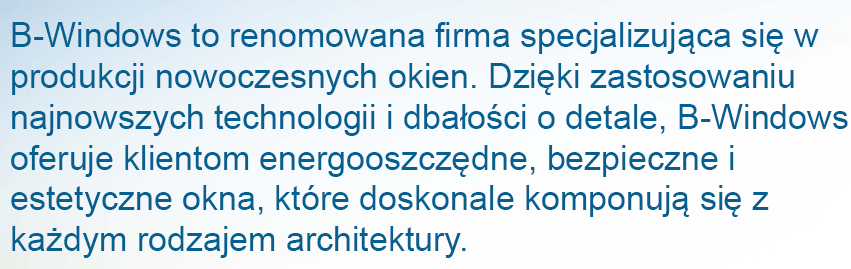 B-Windows to renomowana firma specjalizująca się w
produkcji nowoczesnych okien. Dzięki zastosowaniu
najnowszych technologii i dbałości o detale, B-Windows
oferuje klientom energooszczędne, bezpieczne i
estetyczne okna, które doskonale komponują się z
każdym rodzajem architektury.